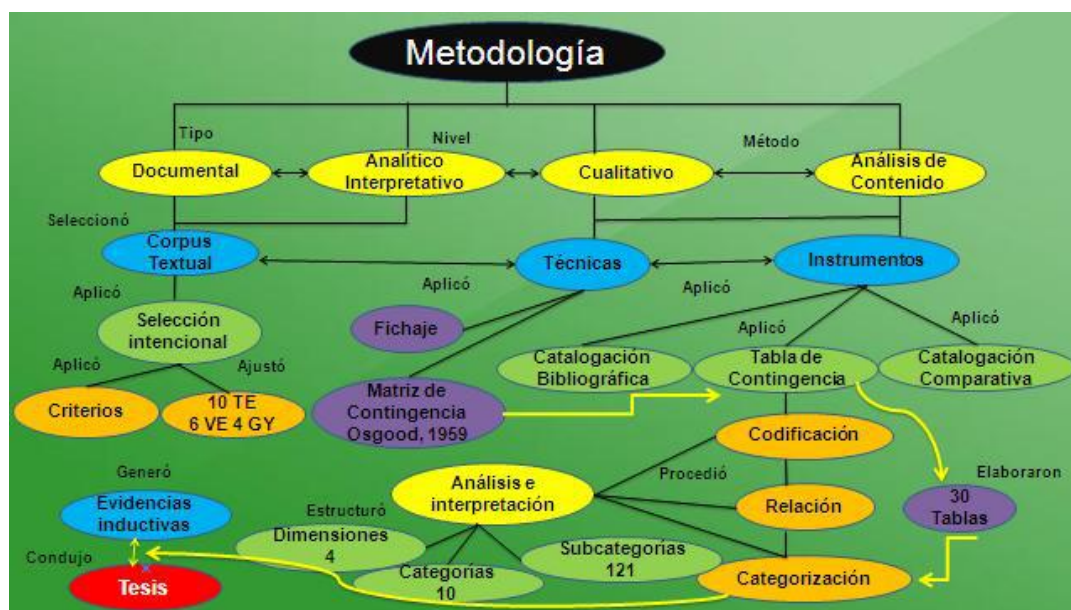 Metodología
Tipo
Nivel
Método
Documental
Analítico
Interpretativo
Cualitativo
Análisis de
Contenido
Seleccionó
Corpus
Textual
Técnicas
Instrumentos
Aplicó
Aplicó
Aplicó
Selección
intencional
Fichaje
Aplicó
Aplicó
Catalogación
Bibliográfica
Tabla de
Contingencia
Catalogación
Comparativa
Aplicó
Ajustó
Criterios
10 TE
6 VE 4 GY
Matriz de
Contingencia
Osgood, 1959
Codificación
Generó
Análisis e
interpretación
Procedió
Elaboraron
Evidencias
inductivas
Estructuró
Relación
30
Tablas
Dimensiones
4
Subcategorías
121
Condujo
Categorías
10
Categorización
Tesis